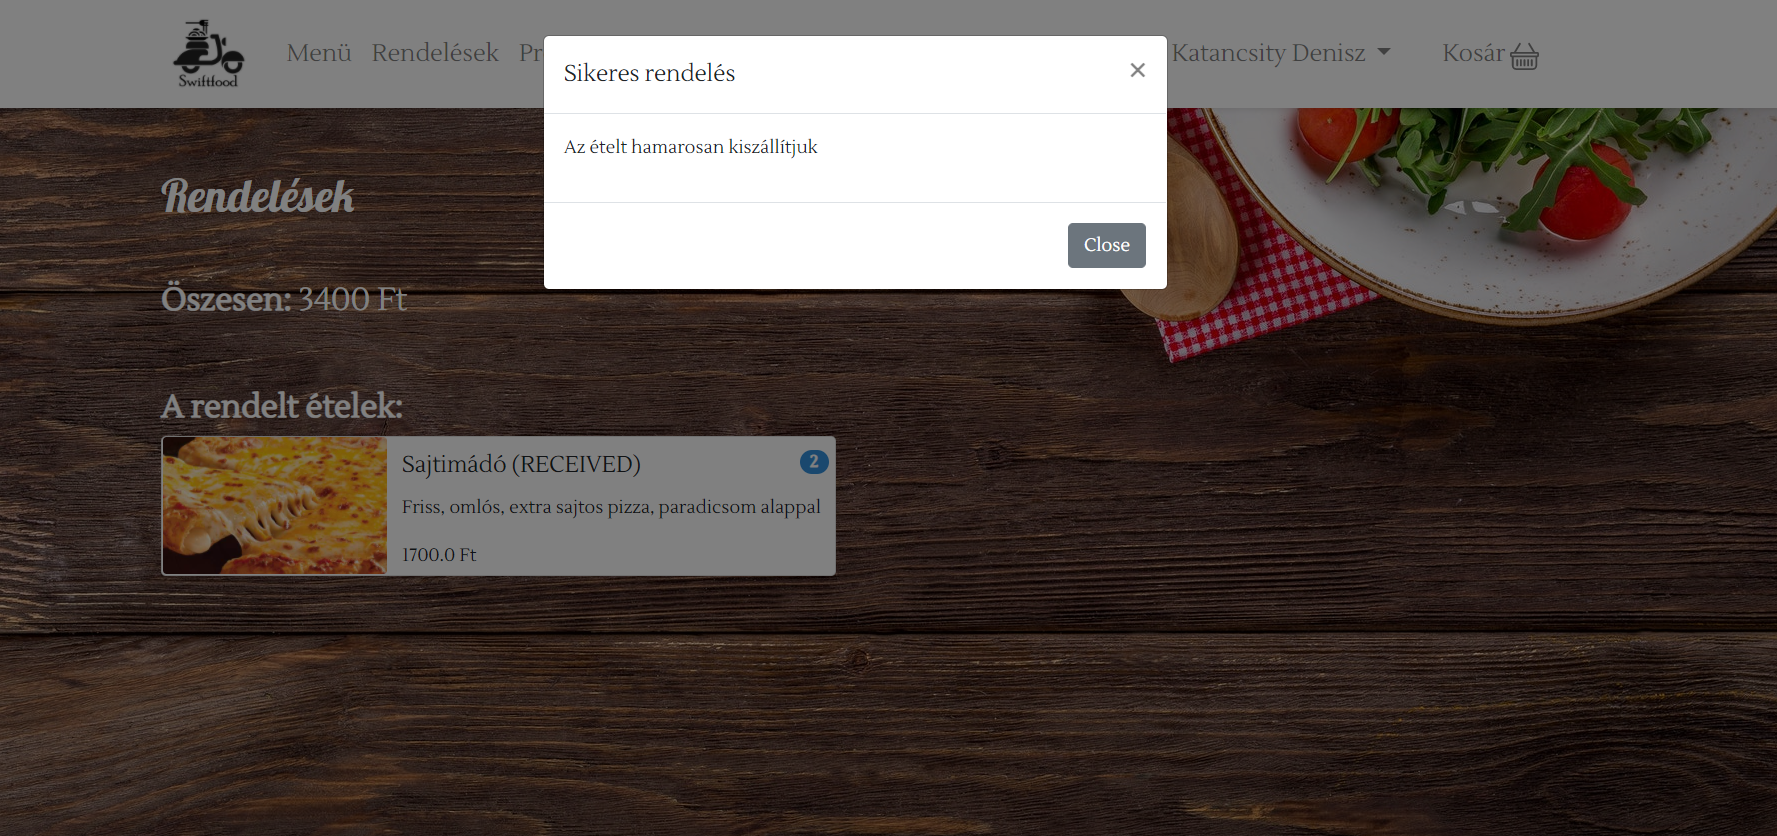 Swiftfood
Menü Rendelések Pr
Katancsity Denisz
Kosár
Sikeres rendelés
×
Az ételt hamarosan kiszállítjuk
Close
Rendelések
Öszesen: 3400 Ft
A rendelt ételek:
Sajtimádó (RECEIVED)
2
Friss, omlós, extra sajtos pizza, paradicsom alappal
1700.0 Ft